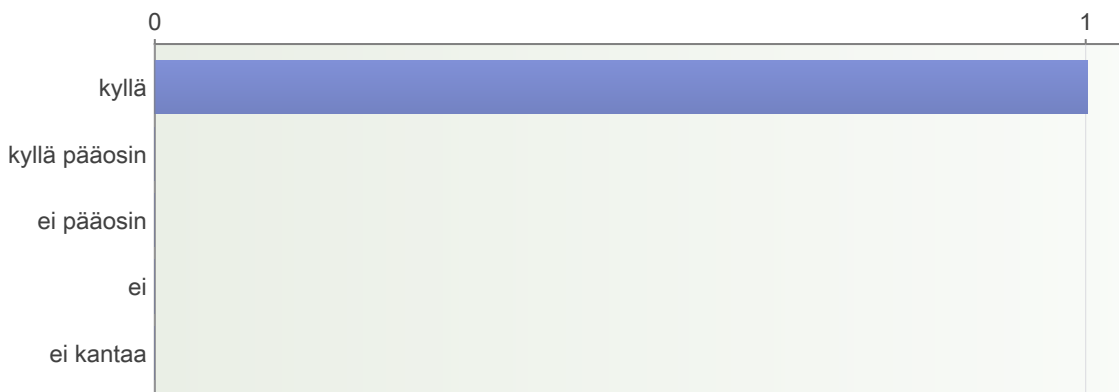 0 1
kyllä
kyllä pääosin
ei pääosin
ei
ei kantaa